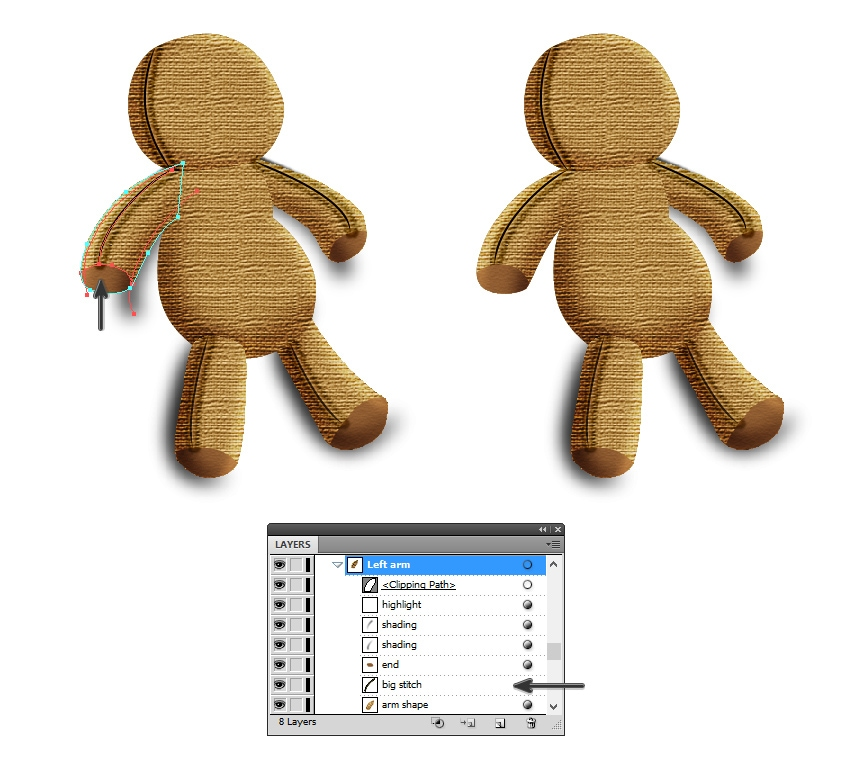 LAYERS
Left arm
<Clipping Path>
highlight
shading
shading
end
big stitch
arm shape
8 Layers